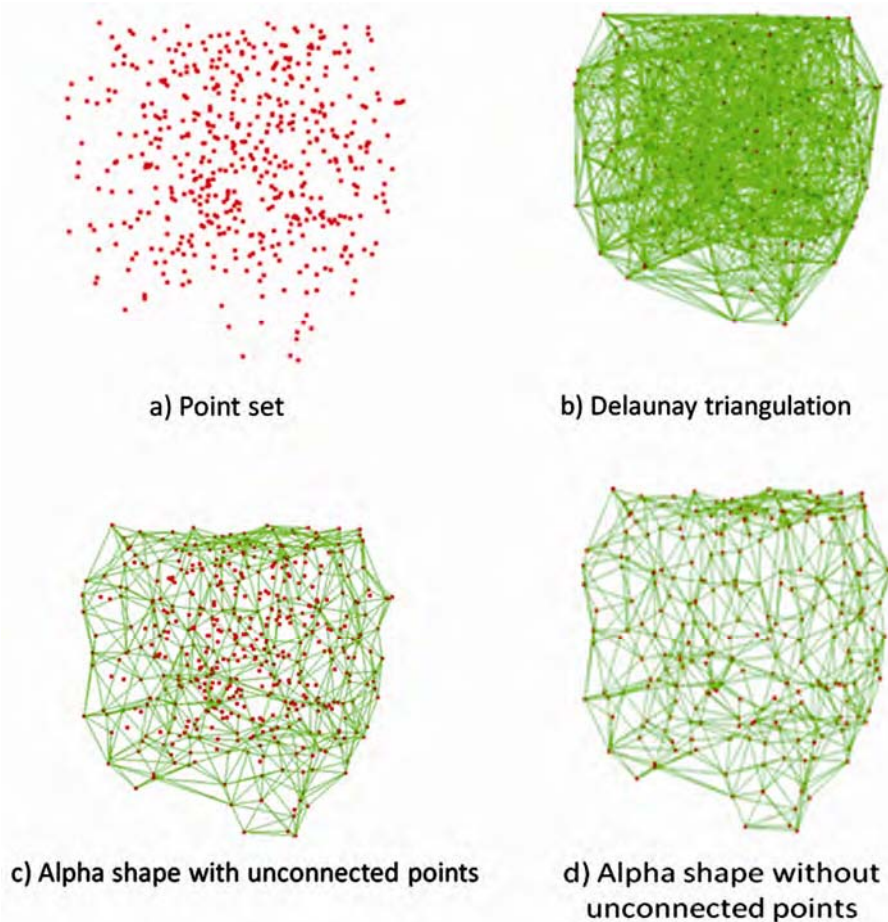 a) Point set
b) Delaunay triangulation
c) Alpha shape with unconnected points
d) Alpha shape without
unconnected points